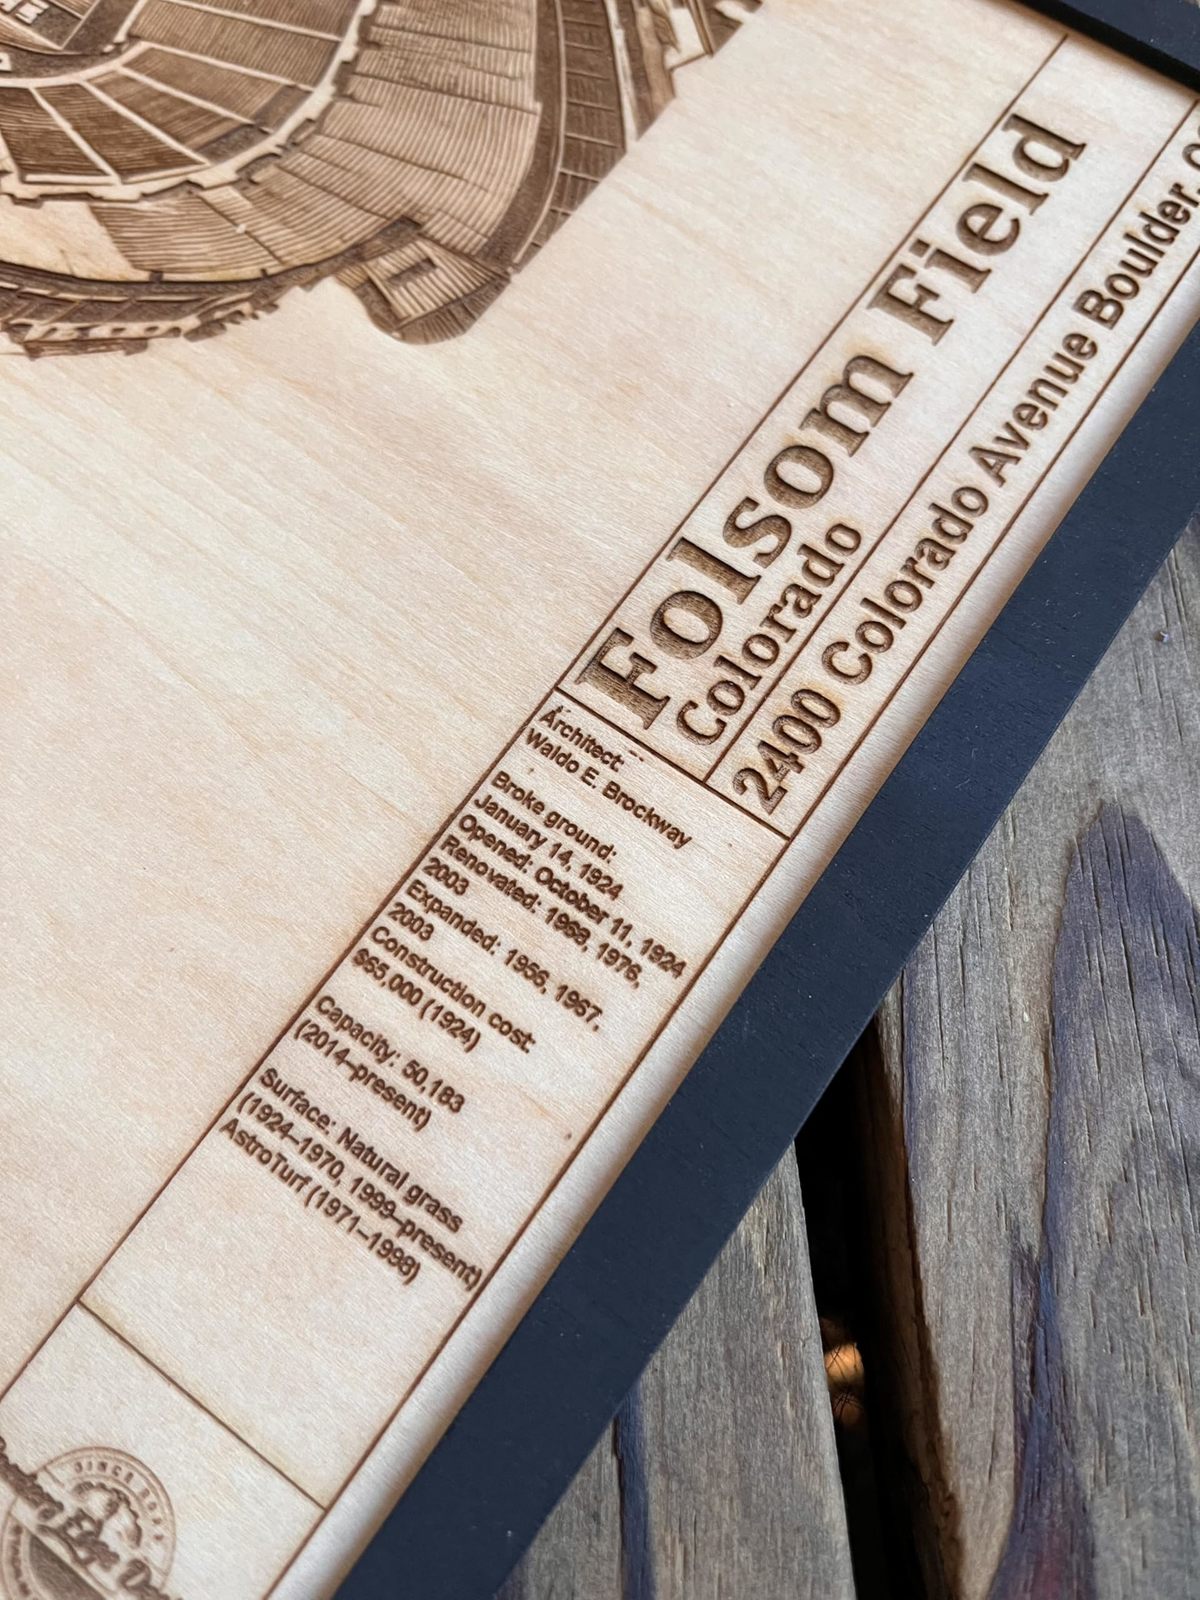 Folsom Field
Colorado
2400 Colorado Avenue Boulder,
Architect:
Waldo E. Brockway
Broke ground:
January 14, 1924
Opened: October 11, 1924
Renovated: 1968, 1976,
2003
Expanded: 1956, 1967,
2003
Construction cost:
$65,000 (1924)
Capacity: 50,183
(2014–present)
Surface: Natural grass
(1924–1970, 1999–present)
AstroTurf (1971–1998)
SINCE
Edge